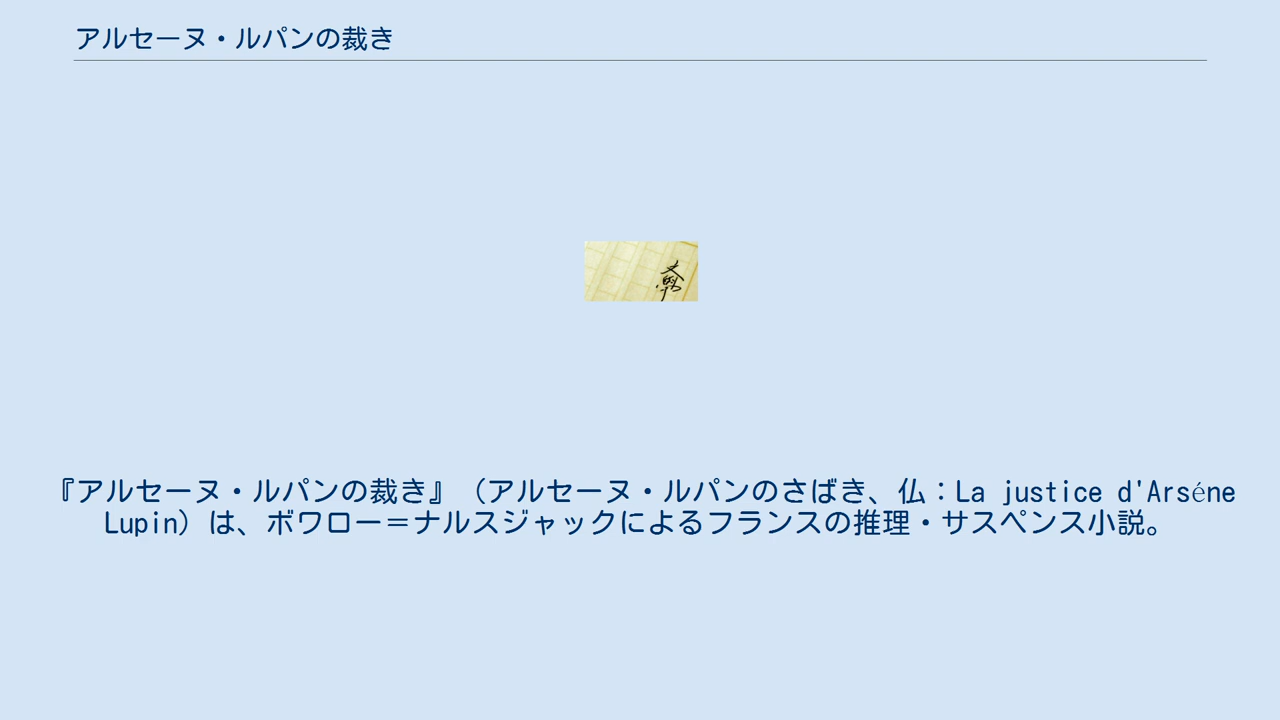 アルセーヌ・ルパンの裁き
『アルセーヌ・ルパンの裁き』（アルセーヌ・ルパンのさばき、仏：La justice d'Arséne
Lupin）は、ボワロー＝ナルスジャックによるフランスの推理・サスペンス小説。